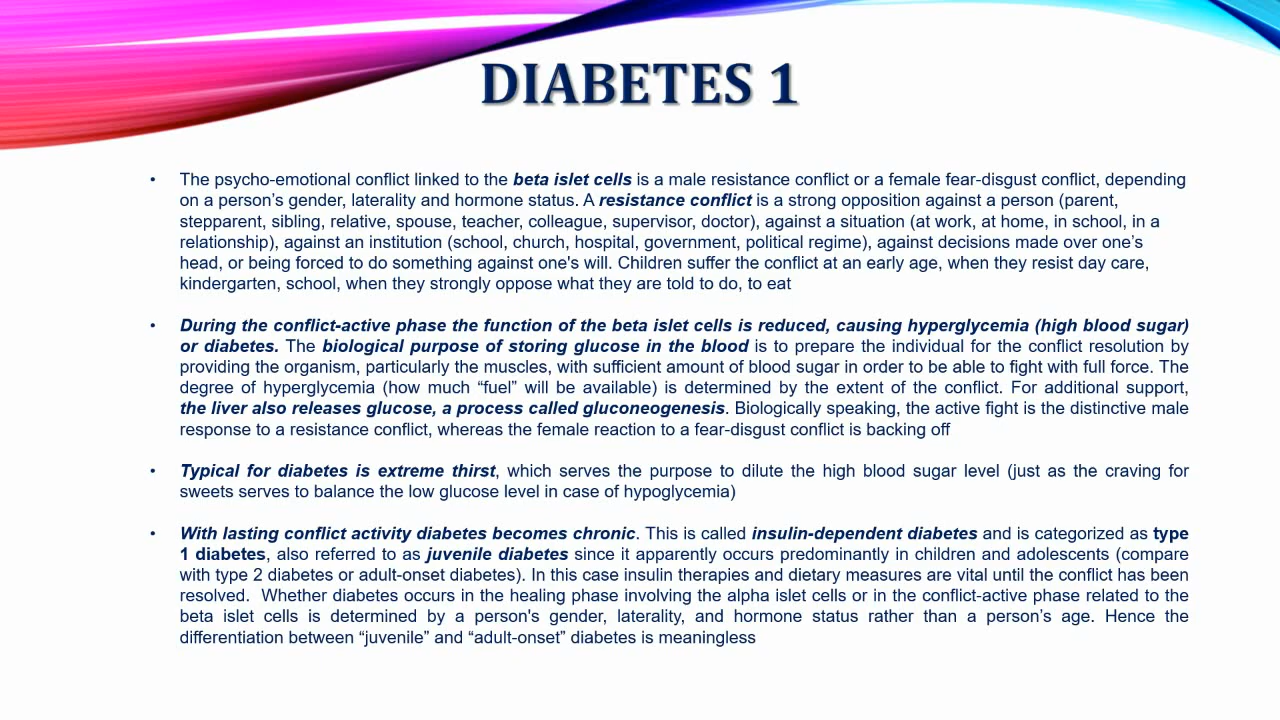 DIABETES 1
• The psycho-emotional conflict linked to the beta islet cells is a male resistance conflict or a female fear-disgust conflict, depending
on a person's gender, laterality and hormone status. A resistance conflict is a strong opposition against a person (parent,
stepparent, sibling, relative, spouse, teacher, colleague, supervisor, doctor), against a situation (at work, at home, in school, in a
relationship), against an institution (school, church, hospital, government, political regime), against decisions made over one’s
head, or being forced to do something against one's will. Children suffer the conflict at an early age, when they resist day care,
kindergarten, school, when they strongly oppose what they are told to do, to eat
• During the conflict-active phase the function of the beta islet cells is reduced, causing hyperglycemia (high blood sugar)
or diabetes. The biological purpose of storing glucose in the blood is to prepare the individual for the conflict resolution by
providing the organism, particularly the muscles, with sufficient amount of blood sugar in order to be able to fight with full force. The
degree of hyperglycemia (how much “fuel” will be available) is determined by the extent of the conflict. For additional support,
the liver also releases glucose, a process called gluconeogenesis. Biologically speaking, the active fight is the distinctive male
response to a resistance conflict, whereas the female reaction to a fear-disgust conflict is backing off
• Typical for diabetes is extreme thirst, which serves the purpose to dilute the high blood sugar level (just as the craving for
sweets serves to balance the low glucose level in case of hypoglycemia)
• With lasting conflict activity diabetes becomes chronic. This is called insulin-dependent diabetes and is categorized as type
1 diabetes, also referred to as juvenile diabetes since it apparently occurs predominantly in children and adolescents (compare
with type 2 diabetes or adult-onset diabetes). In this case insulin therapies and dietary measures are vital until the conflict has been
resolved. Whether diabetes occurs in the healing phase involving the alpha islet cells or in the conflict-active phase related to the
beta islet cells is determined by a person's gender, laterality, and hormone status rather than a person’s age. Hence the
differentiation between “juvenile” and “adult-onset” diabetes is meaningless